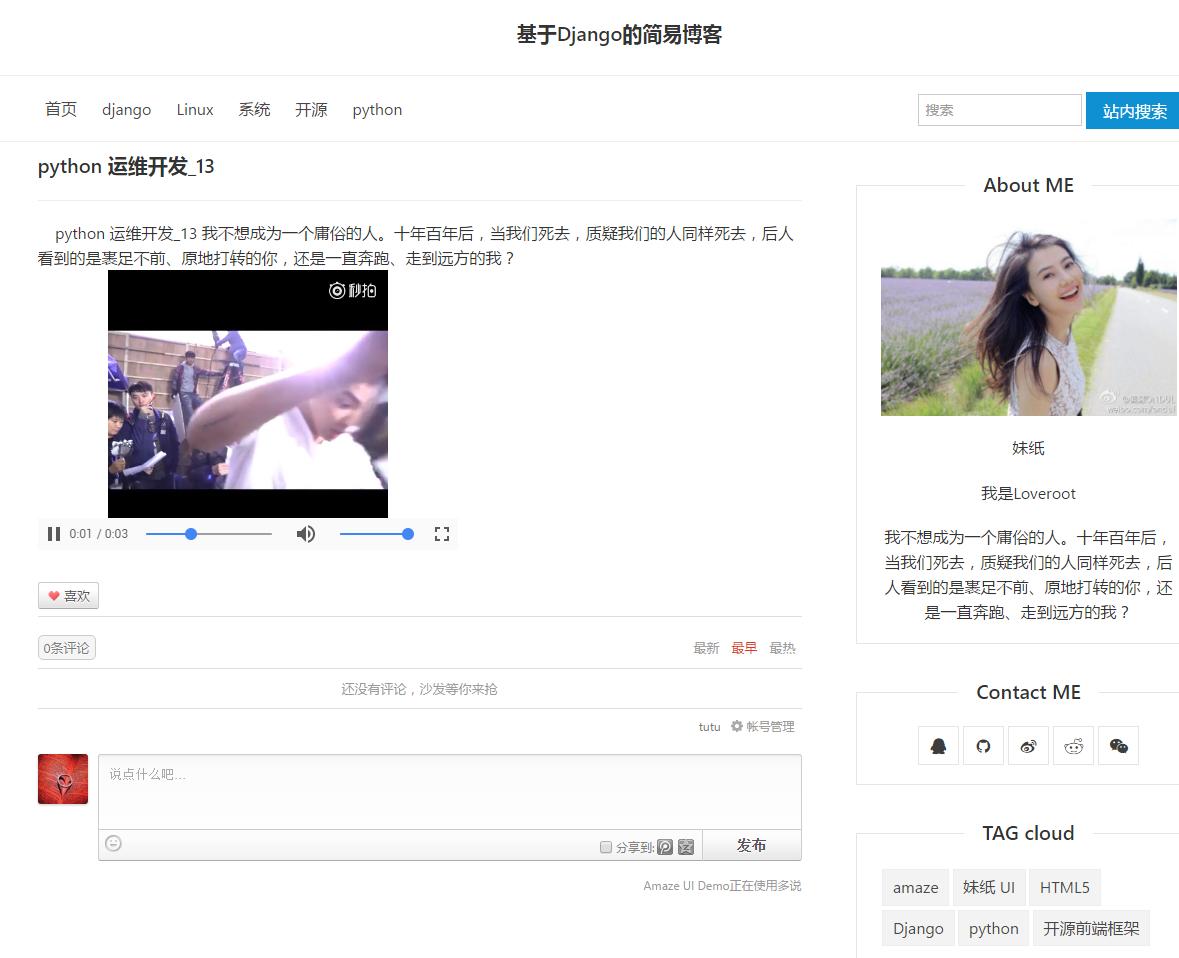 基于Django的简易博客
首页 django Linux 系统 开源 python
搜索 站内搜索
python 运维开发_13
python 运维开发_13 我不想成为一个庸俗的人。十年百年后，当我们死去，质疑我们的人同样死去，后人
看到的是裹足不前、原地打转的你，还是一直奔跑、走到远方的我？
秒拍
0:01 / 0:03
喜欢
0条评论
最新 最早 最热
还没有评论，沙发等你来抢
tutu 帐号管理
说点什么吧...
分享到:
发布
Amaze UI Demo正在使用多说
About ME
妹纸
我是Loveroot
我不想成为一个庸俗的人。十年百年后，
当我们死去，质疑我们的人同样死去，后
人看到的是裹足不前、原地打转的你，还
是一直奔跑、走到远方的我？
Contact ME
TAG cloud
amaze 妹纸 UI HTML5
Django python 开源前端框架